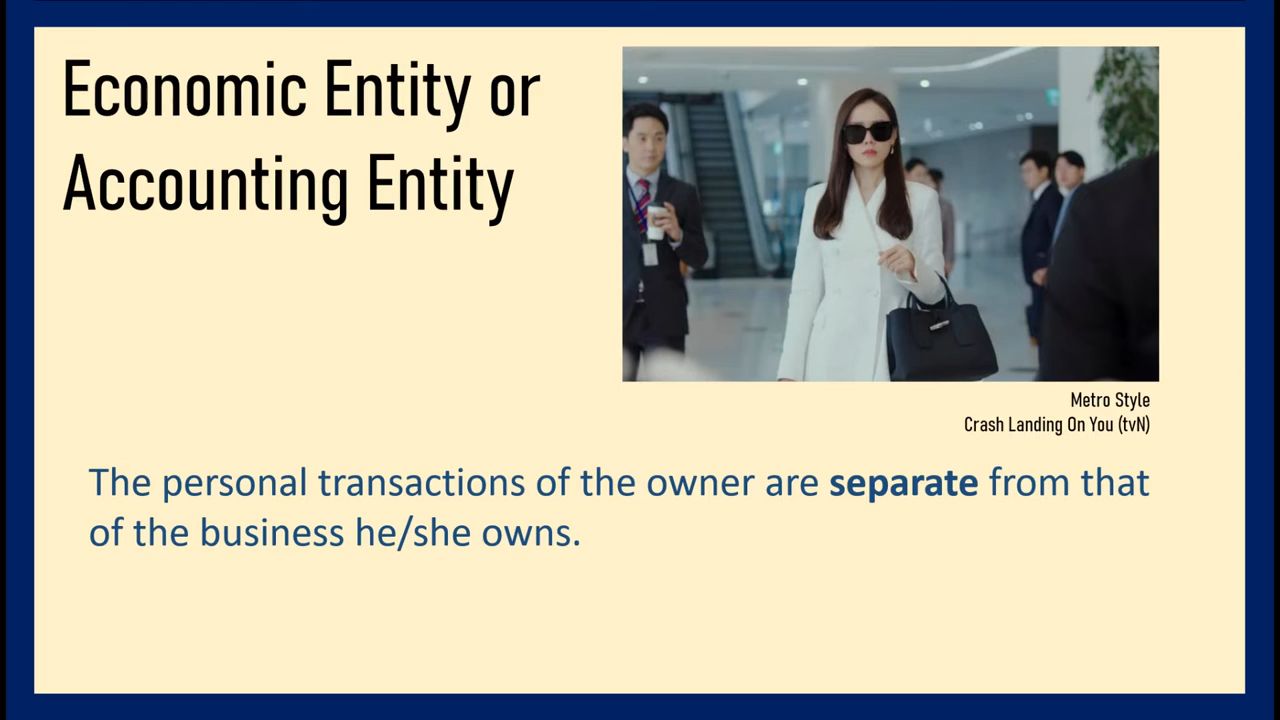 Economic Entity or
Accounting Entity
Metro Style
Crash Landing On You (tvN)
The personal transactions of the owner are separate from that
of the business he/she owns.